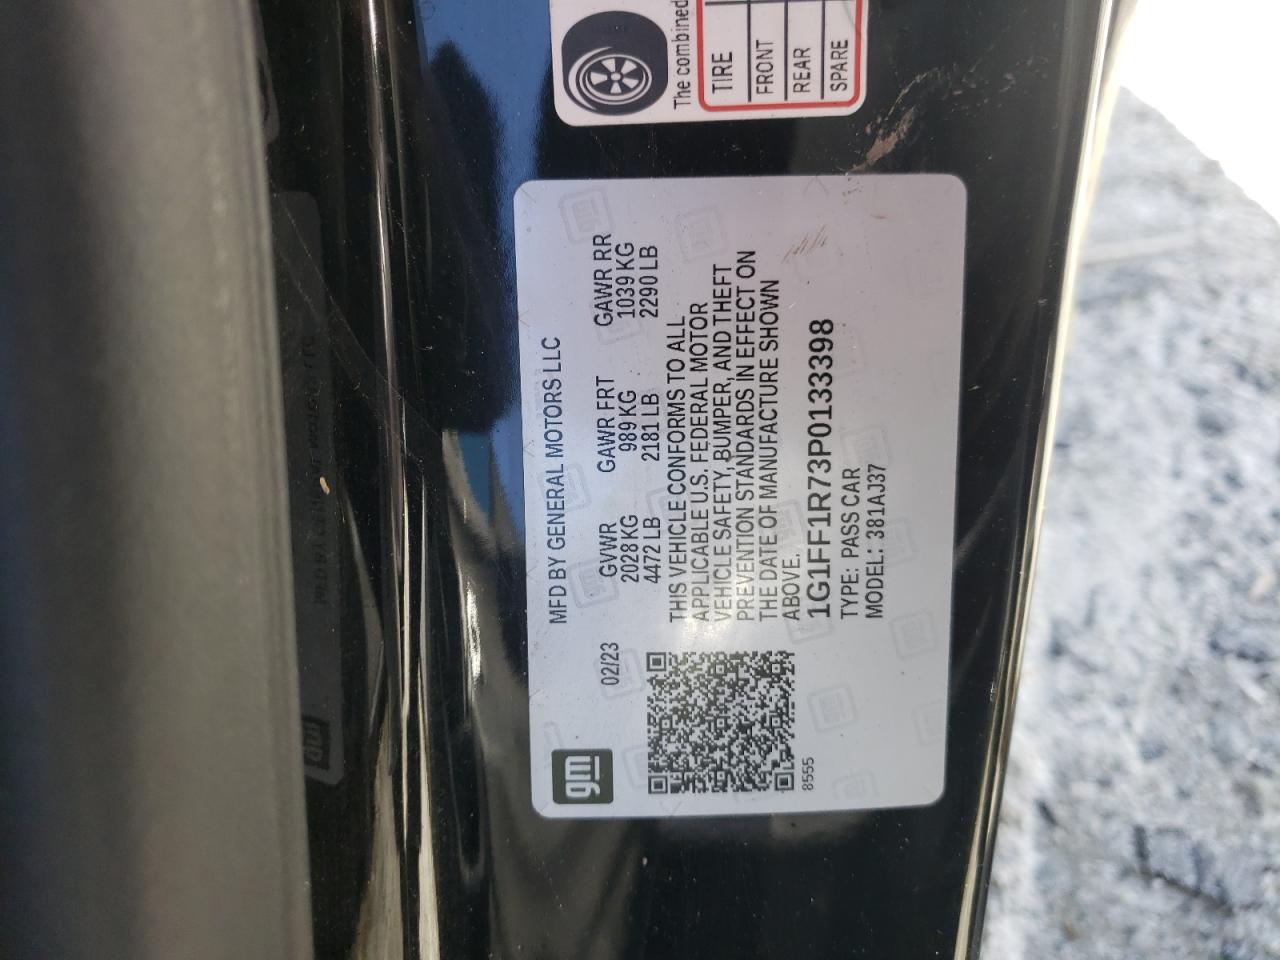 The combined
TIRE
FRONT
REAR
SPARE
gm
MFD BY GENERAL MOTORS LLC
02/23
GVWR GAWR FRT GAWR RR
2028 KG 989 KG 1039 KG
4472 LB 2181 LB 2290 LB
THIS VEHICLE CONFORMS TO ALL
APPLICABLE U.S. FEDERAL MOTOR
VEHICLE SAFETY, BUMPER, AND THEFT
PREVENTION STANDARDS IN EFFECT ON
THE DATE OF MANUFACTURE SHOWN
ABOVE.
1G1FF1R73P0133398
TYPE: PASS CAR
MODEL: 381AJ37
8555